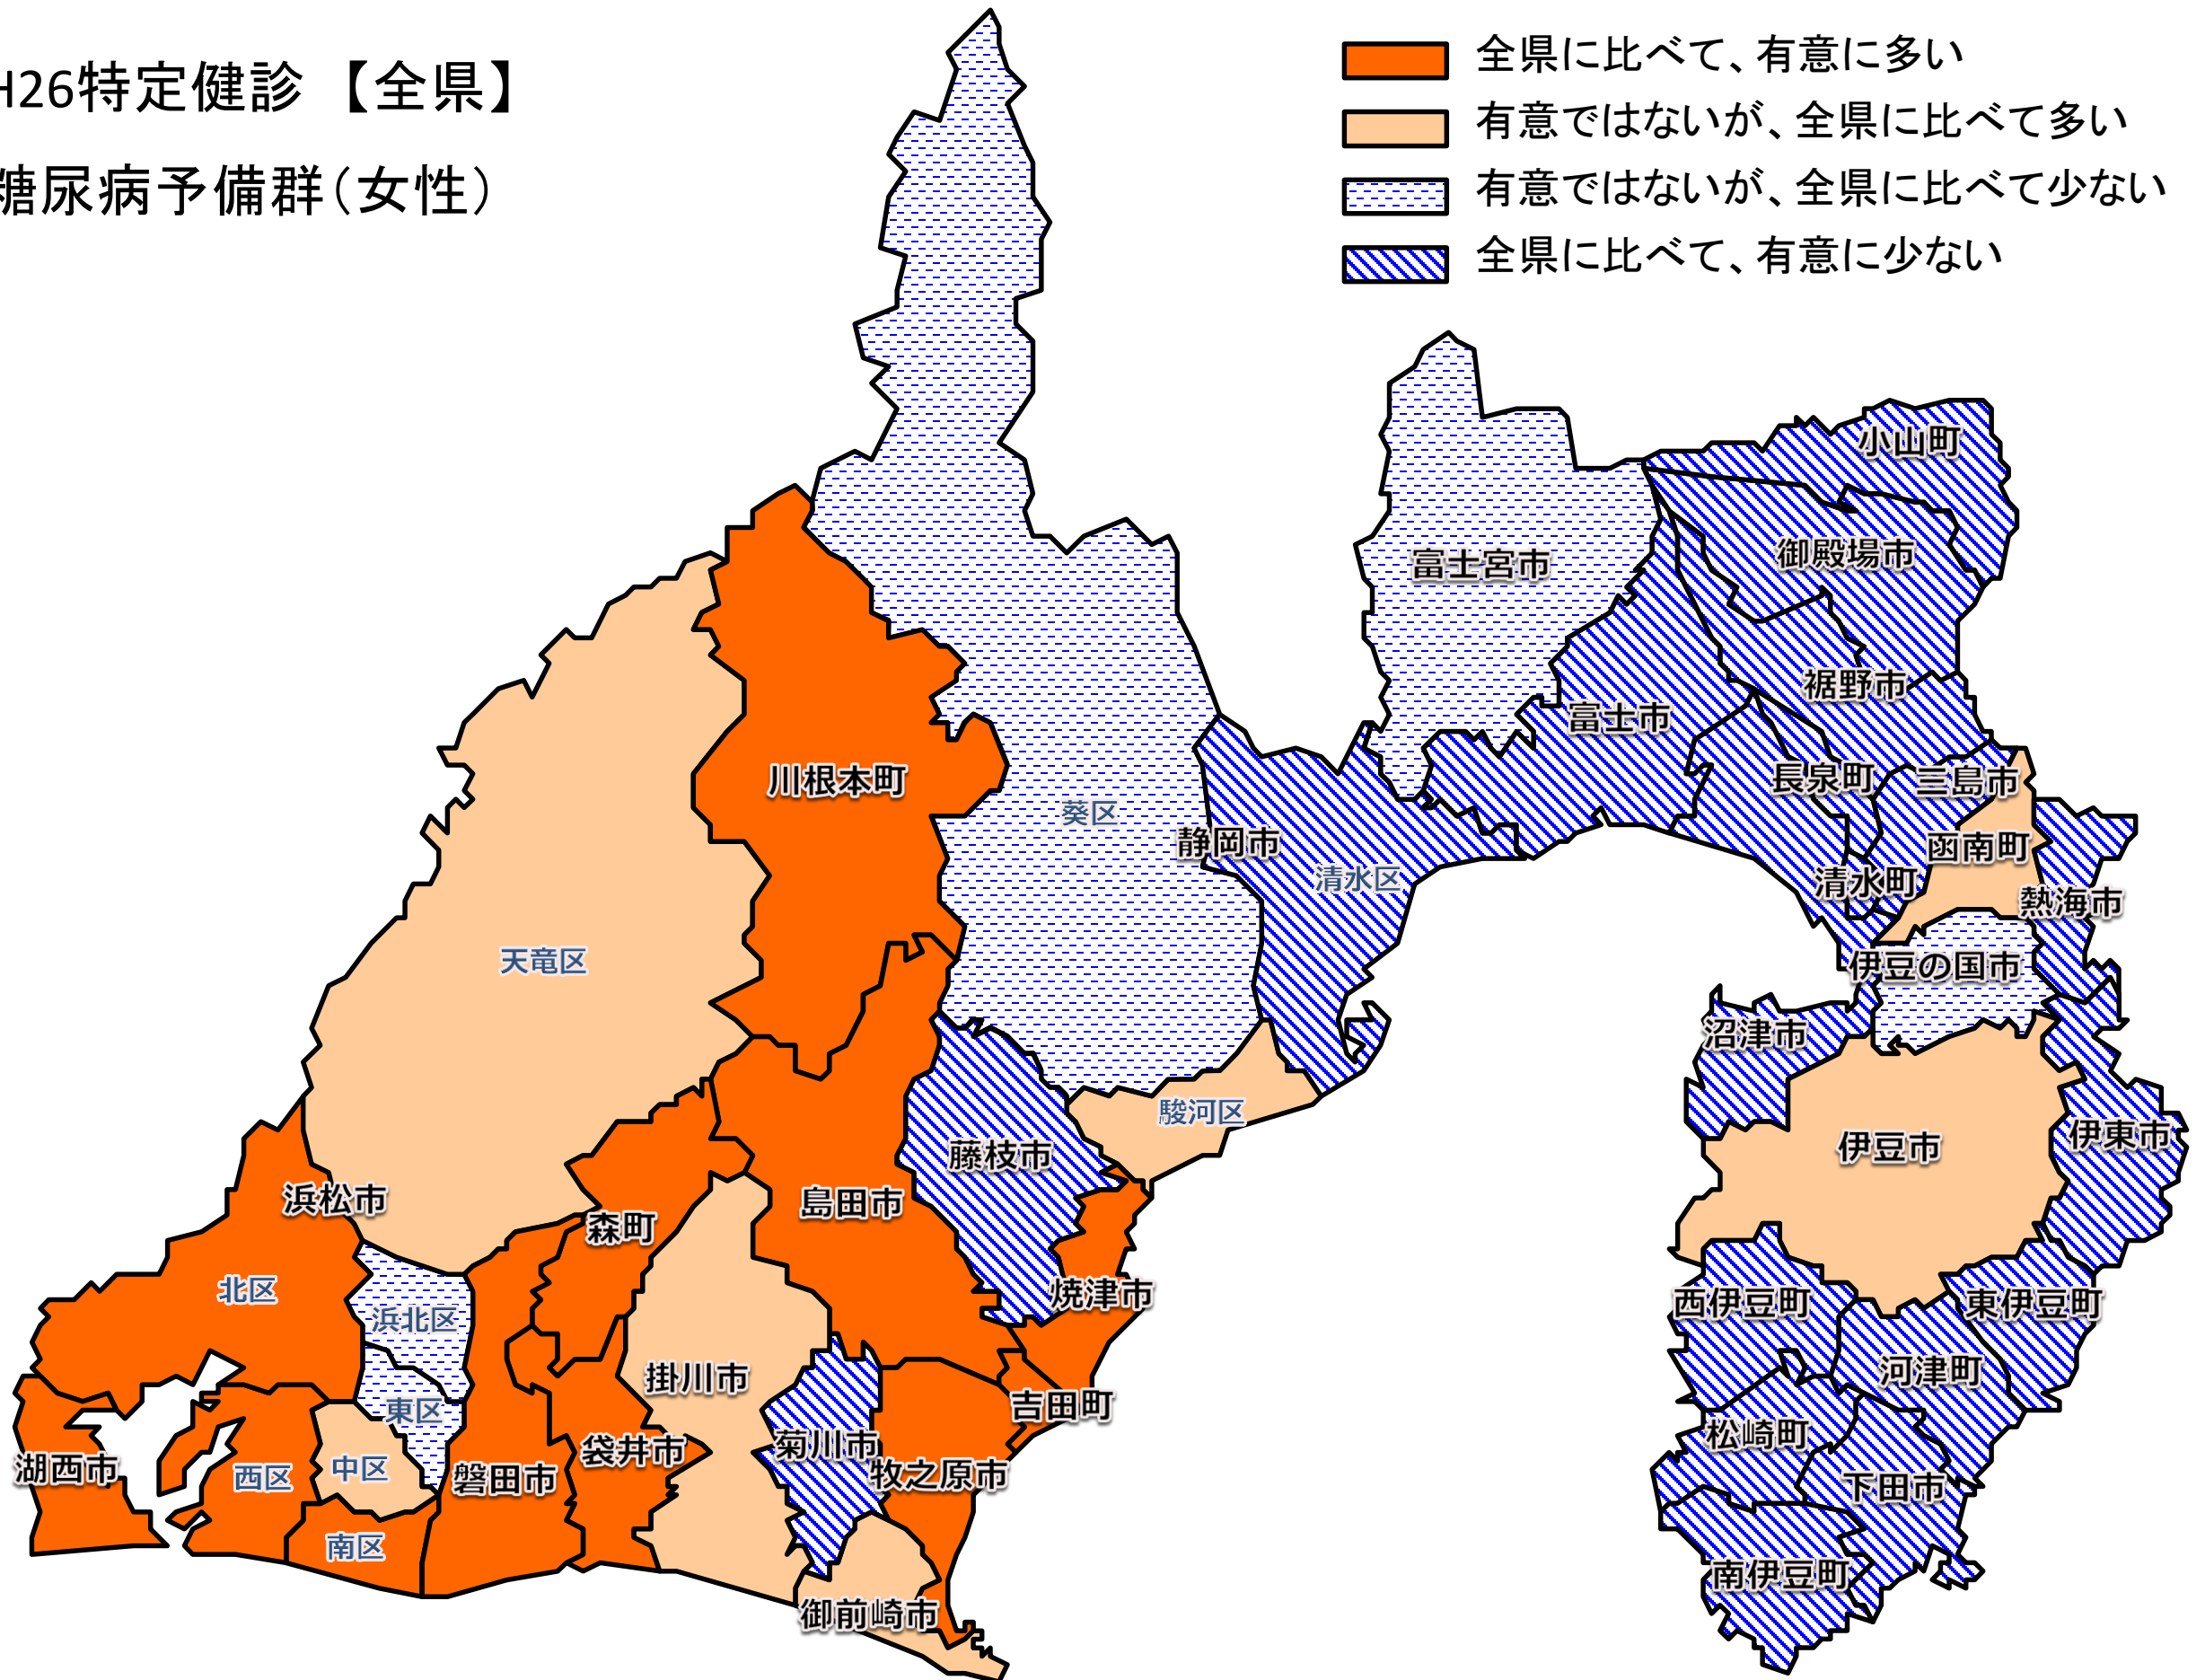 H26特定健診 【全県】
糖尿病予備群（女性）
全県に比べて、有意に多い
有意ではないが、全県に比べて多い
有意ではないが、全県に比べて少ない
全県に比べて、有意に少ない
小山町
御殿場市
富士宮市
裾野市
富士市
川根本町
長泉町
三島市
葵区
静岡市
函南町
清水区
清水町
熱海市
天竜区
伊豆の国市
沼津市
駿河区
伊東市
藤枝市
伊豆市
浜松市
島田市
森町
北区
焼津市
西伊豆町
東伊豆町
浜北区
掛川市
河津町
東区
吉田町
松崎町
菊川市
袋井市
湖西市
中区
西区
磐田市
牧之原市
下田市
南区
南伊豆町
御前崎市